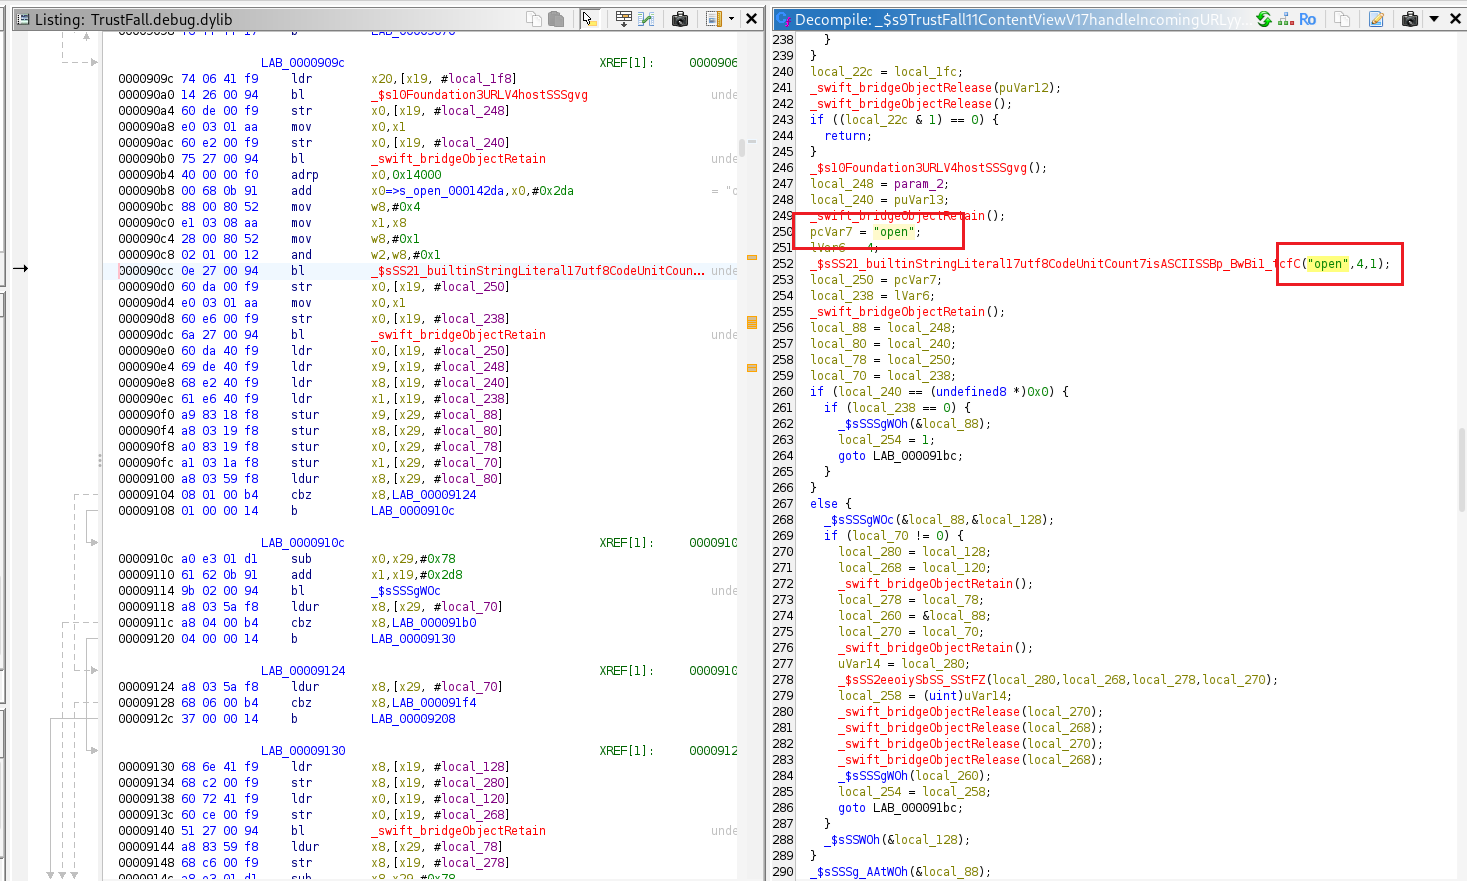 Listing: TrustFall.debug.dylib
LAB_0000909c XREF[1]: 0000906
0000909c 74 06 41 f9 ldr x20,[x19, #local_1f8]
000090a0 14 26 00 94 bl _$s10Foundation3URLV4hostSSSgvg unde
000090a4 60 de 00 f9 str x0,[x19, #local_248]
000090a8 e0 03 01 aa mov x0,x1
000090ac 60 e2 00 f9 str x0,[x19, #local_240]
000090b0 75 27 00 94 bl _swift_bridgeObjectRetain unde
000090b4 40 00 00 f0 adrp x0,0x14000
000090b8 00 68 0b 91 add x0=>s_open_000142da,x0,#0x2da = "o
000090bc 88 00 80 52 mov w8,#0x4
000090c0 e1 03 08 aa mov x1,x8
000090c4 28 00 80 52 mov w8,#0x1
000090c8 02 01 00 12 and w2,w8,#0x1
000090cc 0e 27 00 94 bl _$sSS21_builtinStringLiteral17utf8CodeUnitCoun... unde
000090d0 60 da 00 f9 str x0,[x19, #local_250]
000090d4 e0 03 01 aa mov x0,x1
000090d8 60 e6 00 f9 str x0,[x19, #local_238]
000090dc 6a 27 00 94 bl _swift_bridgeObjectRetain unde
000090e0 60 da 40 f9 ldr x0,[x19, #local_250]
000090e4 69 de 40 f9 ldr x9,[x19, #local_248]
000090e8 68 e2 40 f9 ldr x8,[x19, #local_240]
000090ec 61 e6 40 f9 ldr x1,[x19, #local_238]
000090f0 a9 83 18 f8 stur x9,[x29, #local_88]
000090f4 a8 03 19 f8 stur x8,[x29, #local_80]
000090f8 a0 83 19 f8 stur x0,[x29, #local_78]
000090fc a1 03 1a f8 stur x1,[x29, #local_70]
00009100 a8 03 59 f8 ldur x8,[x29, #local_80]
00009104 08 01 00 b4 cbz x8,LAB_00009124
00009108 01 00 00 14 b LAB_0000910c
LAB_0000910c XREF[1]: 0000910
0000910c a0 e3 01 d1 sub x0,x29,#0x78
00009110 61 62 0b 91 add x1,x19,#0x2d8
00009114 9b 02 00 94 bl _$sSSSgWOc unde
00009118 a8 03 5a f8 ldur x8,[x29, #local_70]
0000911c a8 04 00 b4 cbz x8,LAB_000091b0
00009120 04 00 00 14 b LAB_00009130
LAB_00009124 XREF[1]: 0000910
00009124 a8 03 5a f8 ldur x8,[x29, #local_70]
00009128 68 06 00 b4 cbz x8,LAB_000091f4
0000912c 37 00 00 14 b LAB_00009208
LAB_00009130 XREF[1]: 0000912
00009130 68 6e 41 f9 ldr x8,[x19, #local_128]
00009134 68 c2 00 f9 str x8,[x19, #local_280]
00009138 60 72 41 f9 ldr x0,[x19, #local_120]
0000913c 60 ce 00 f9 str x0,[x19, #local_268]
00009140 51 27 00 94 bl _swift_bridgeObjectRetain unde
00009144 a8 83 59 f8 ldur x8,[x29, #local_78]
00009148 68 c6 00 f9 str x8,[x19, #local_278]
Decompile: _$s9TrustFall11ContentViewV17handleIncomingURLyy... Ro
238 }
239 }
240 local_22c = local_1fc;
241 _swift_bridgeObjectRelease(puVar12);
242 _swift_bridgeObjectRelease();
243 if ((local_22c & 1) == 0) {
244 return;
245 }
246 _$s10Foundation3URLV4hostSSSgvg();
247 local_248 = param_2;
248 local_240 = puVar13;
249 _swift_bridgeObjectRetain();
250 pcVar7 = "open";
251 lVar6 = 4;
252 _$sSS21_builtinStringLiteral17utf8CodeUnitCount7isASCIISSBp_BwBi1_tcfC("open",4,1);
253 local_250 = pcVar7;
254 local_238 = lVar6;
255 _swift_bridgeObjectRetain();
256 local_88 = local_248;
257 local_80 = local_240;
258 local_78 = local_250;
259 local_70 = local_238;
260 if (local_240 == (undefined8 *)0x0) {
261 if (local_238 == 0) {
262 _$sSSSgWOh(&local_88);
263 local_254 = 1;
264 goto LAB_000091bc;
265 }
266 }
267 else {
268 _$sSSSgWOc(&local_88,&local_128);
269 if (local_70 != 0) {
270 local_280 = local_128;
271 local_268 = local_120;
272 _swift_bridgeObjectRetain();
273 local_278 = local_78;
274 local_260 = &local_88;
275 local_270 = local_70;
276 _swift_bridgeObjectRetain();
277 uVar14 = local_280;
278 _$sSS2eeoiySbSS_SStFZ(local_280,local_268,local_278,local_270);
279 local_258 = (uint)uVar14;
280 _swift_bridgeObjectRelease(local_270);
281 _swift_bridgeObjectRelease(local_268);
282 _swift_bridgeObjectRelease(local_270);
283 _swift_bridgeObjectRelease(local_268);
284 _$sSSSgWOh(local_260);
285 local_254 = local_258;
286 goto LAB_000091bc;
287 }
288 _$sSSWOh(&local_128);
289 }
290 _$sSSSg_AAtWOh(&local_88);